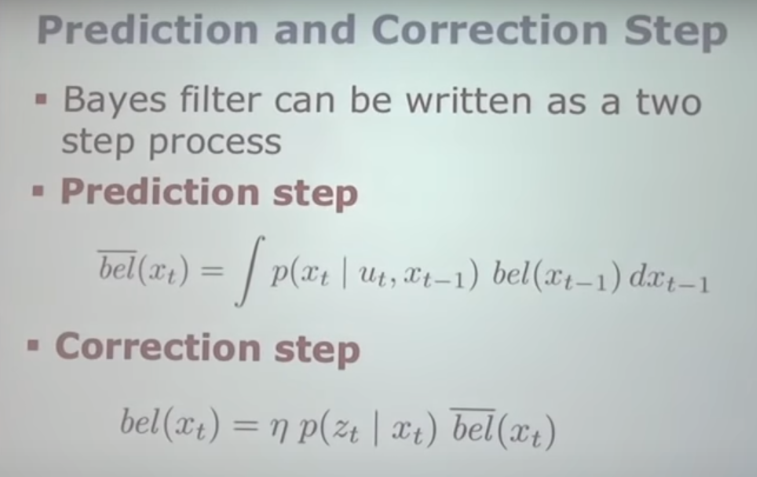 Prediction and Correction Step
▪ Bayes filter can be written as a two
step process
▪ Prediction step
$\overline{bel}(x_t) = \int p(x_t \mid u_t, x_{t-1}) \; bel(x_{t-1}) \, dx_{t-1}$
▪ Correction step
$bel(x_t) = \eta \; p(z_t \mid x_t) \; \overline{bel}(x_t)$